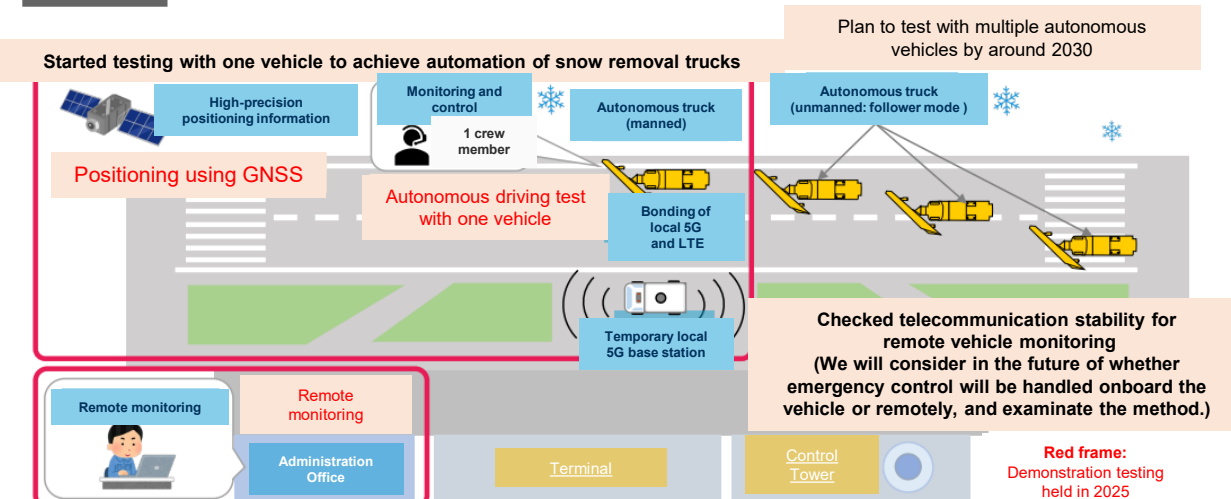 Plan to test with multiple autonomous
vehicles by around 2030
Started testing with one vehicle to achieve automation of snow removal trucks
High-precision
positioning information
Monitoring and
control
1 crew
member
Autonomous truck
(manned)
Autonomous truck
(unmanned: follower mode )
Positioning using GNSS
Autonomous driving test
with one vehicle
Bonding of
local 5G
and LTE
Temporary local
5G base station
Checked telecommunication stability for
remote vehicle monitoring
(We will consider in the future of whether
emergency control will be handled onboard the
vehicle or remotely, and examinate the method.)
Remote monitoring
Remote
monitoring
Administration
Office
Terminal
Control
Tower
Red frame:
Demonstration testing
held in 2025